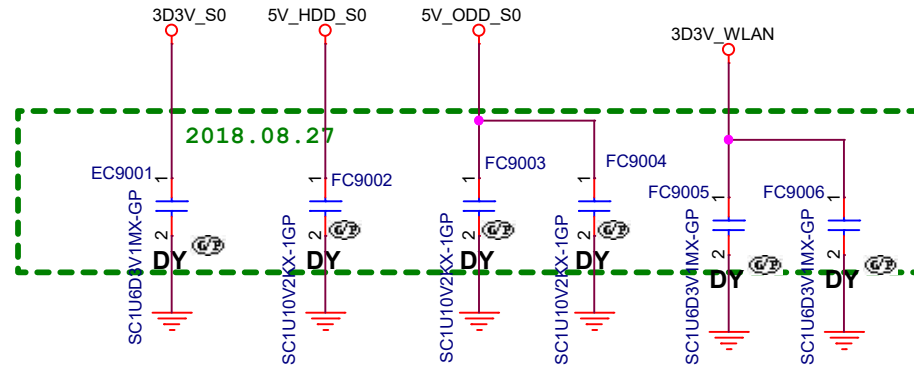 3D3V_S0
5V_HDD_S0
5V_ODD_S0
3D3V_WLAN
2018.08.27
EC9001
1
2
SC1U6D3V1MX-GP
DY
G/P
FC9002
1
2
SC1U10V2KX-1GP
DY
G/P
FC9003
1
2
SC1U10V2KX-1GP
DY
G/P
FC9004
1
2
SC1U10V2KX-1GP
G/P
FC9005
1
2
SC1U6D3V1MX-GP
DY
G/P
FC9006
1
2
SC1U6D3V1MX-GP
DY
G/P